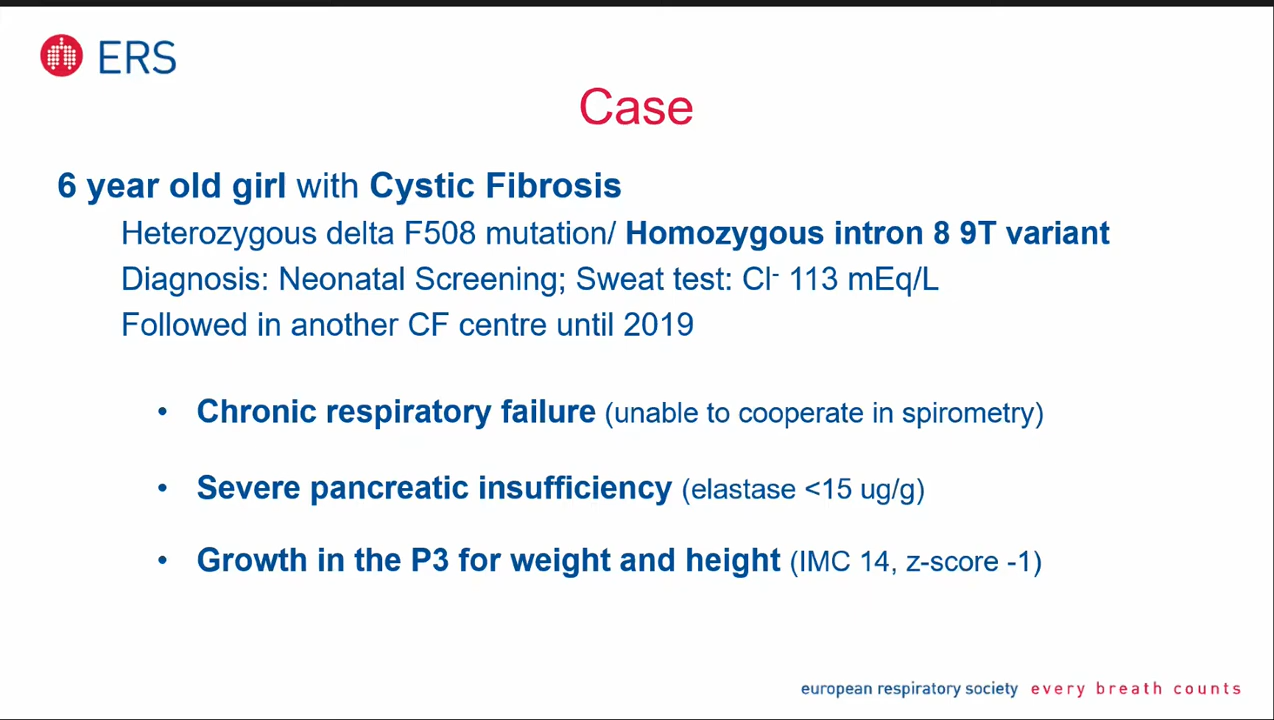 ERS
Case
6 year old girl with Cystic Fibrosis
Heterozygous delta F508 mutation/ Homozygous intron 8 9T variant
Diagnosis: Neonatal Screening; Sweat test: Cl- 113 mEq/L
Followed in another CF centre until 2019
• Chronic respiratory failure (unable to cooperate in spirometry)
• Severe pancreatic insufficiency (elastase <15 ug/g)
• Growth in the P3 for weight and height (IMC 14, z-score -1)
european respiratory society every breath counts